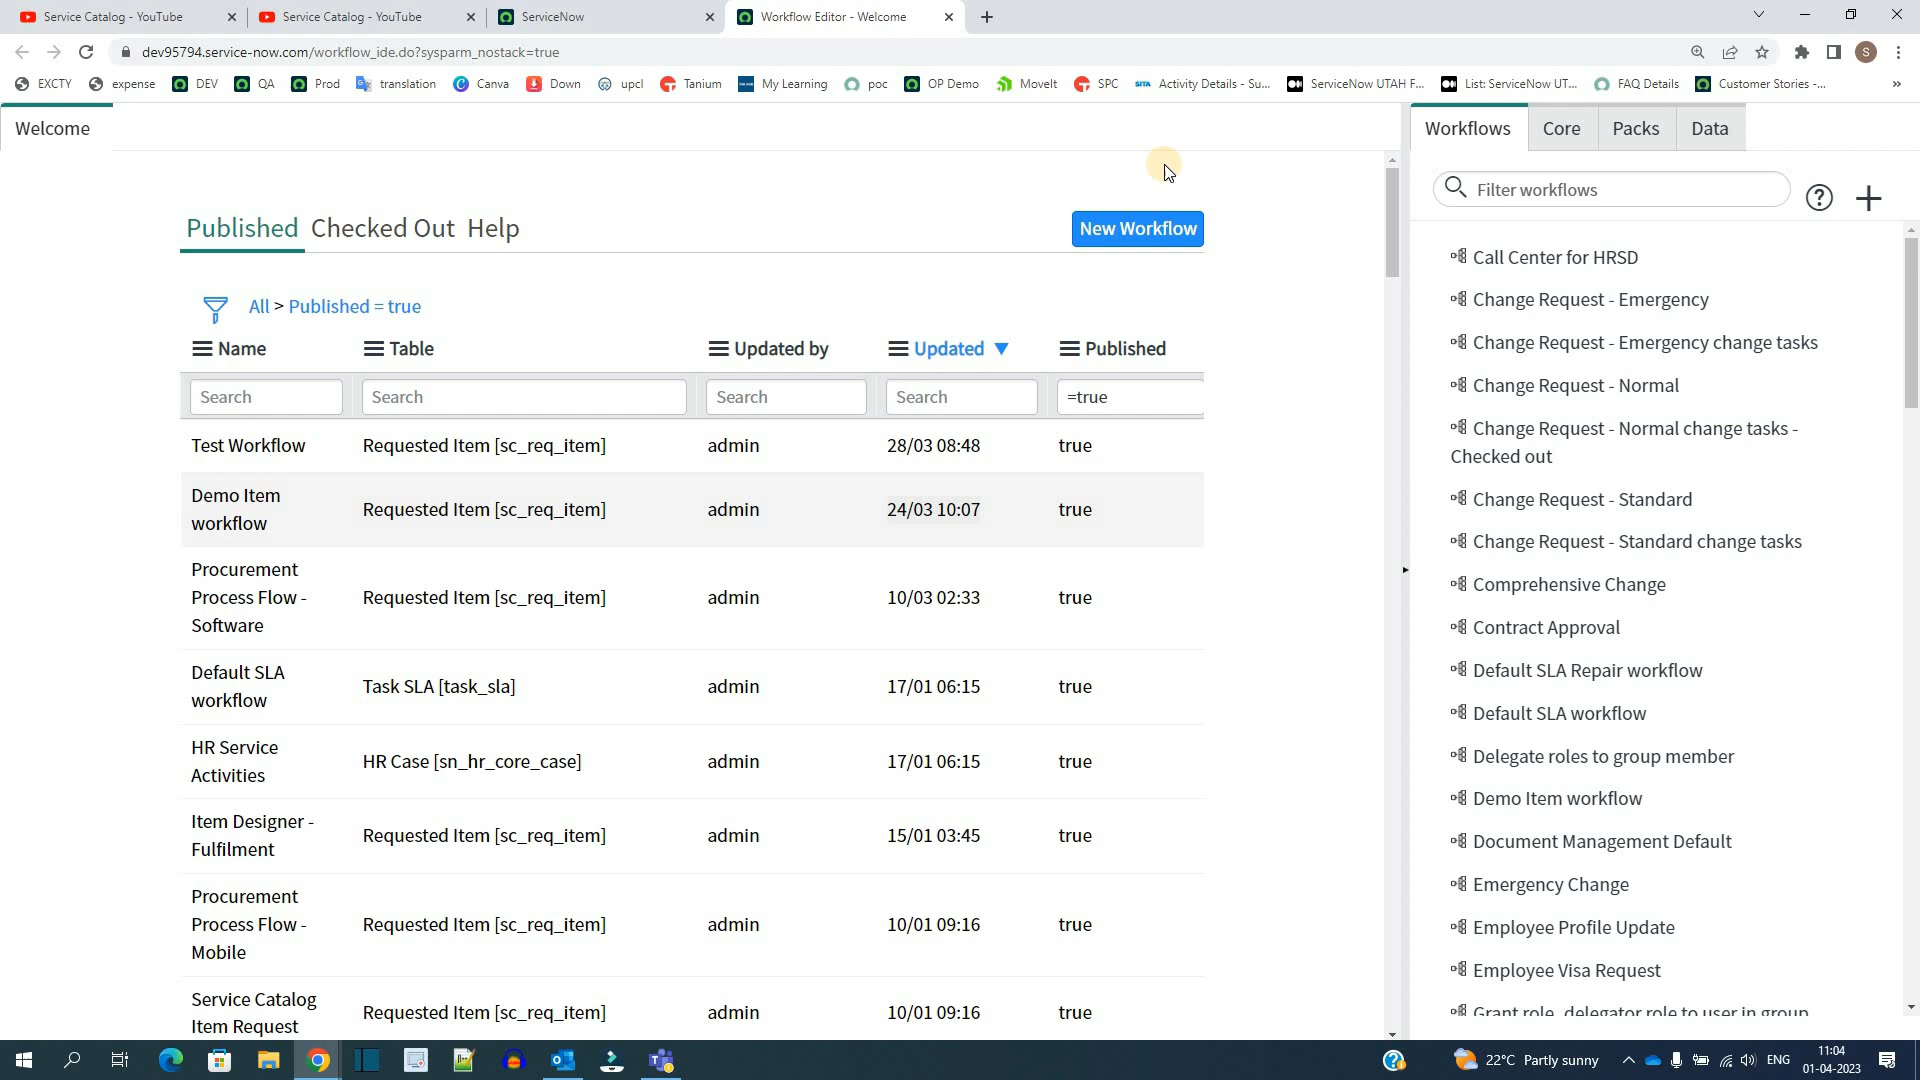 Service Catalog - YouTube
Service Catalog - YouTube
ServiceNow
Workflow Editor - Welcome
dev95794.service-now.com/workflow_ide.do?sysparm_nostack=true
S
EXCTY
expense
DEV
QA
Prod
translation
Canva
Down
upcl
Tanium
My Learning
poc
OP Demo
MoveIt
SPC
SITA
Activity Details - Su...
ServiceNow UTAH F...
List: ServiceNow UT...
FAQ Details
Customer Stories -...
»
Welcome
Workflows
Core
Packs
Data
Filter workflows
Published
Checked Out
Help
New Workflow
All > Published = true
Name
Table
Updated by
Updated
Published
Search
Search
Search
Search
=true
Test Workflow
Requested Item [sc_req_item]
admin
28/03 08:48
true
Demo Item
workflow
Requested Item [sc_req_item]
admin
24/03 10:07
true
Procurement
Process Flow -
Software
Requested Item [sc_req_item]
admin
10/03 02:33
true
Default SLA
workflow
Task SLA [task_sla]
admin
17/01 06:15
true
HR Service
Activities
HR Case [sn_hr_core_case]
admin
17/01 06:15
true
Item Designer -
Fulfilment
Requested Item [sc_req_item]
admin
15/01 03:45
true
Procurement
Process Flow -
Mobile
Requested Item [sc_req_item]
admin
10/01 09:16
true
Service Catalog
Item Request
Requested Item [sc_req_item]
admin
10/01 09:16
true
Call Center for HRSD
Change Request - Emergency
Change Request - Emergency change tasks
Change Request - Normal
Change Request - Normal change tasks -
Checked out
Change Request - Standard
Change Request - Standard change tasks
Comprehensive Change
Contract Approval
Default SLA Repair workflow
Default SLA workflow
Delegate roles to group member
Demo Item workflow
Document Management Default
Emergency Change
Employee Profile Update
Employee Visa Request
Grant role_delegator role to user in group
22°C Partly sunny
ENG
11:04
01-04-2023